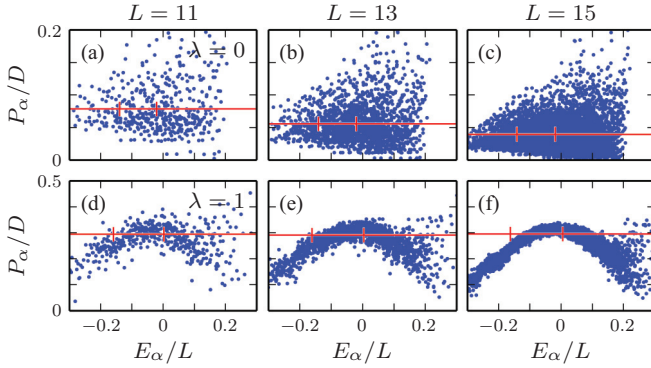 L = 11 L = 13 L = 15
0.2 (a) λ = 0 (b) (c)
P_α/D
0
0.5 (d) λ = 1 (e) (f)
P_α/D
0
−0.2 0 0.2 −0.2 0 0.2 −0.2 0 0.2
E_α/L E_α/L E_α/L